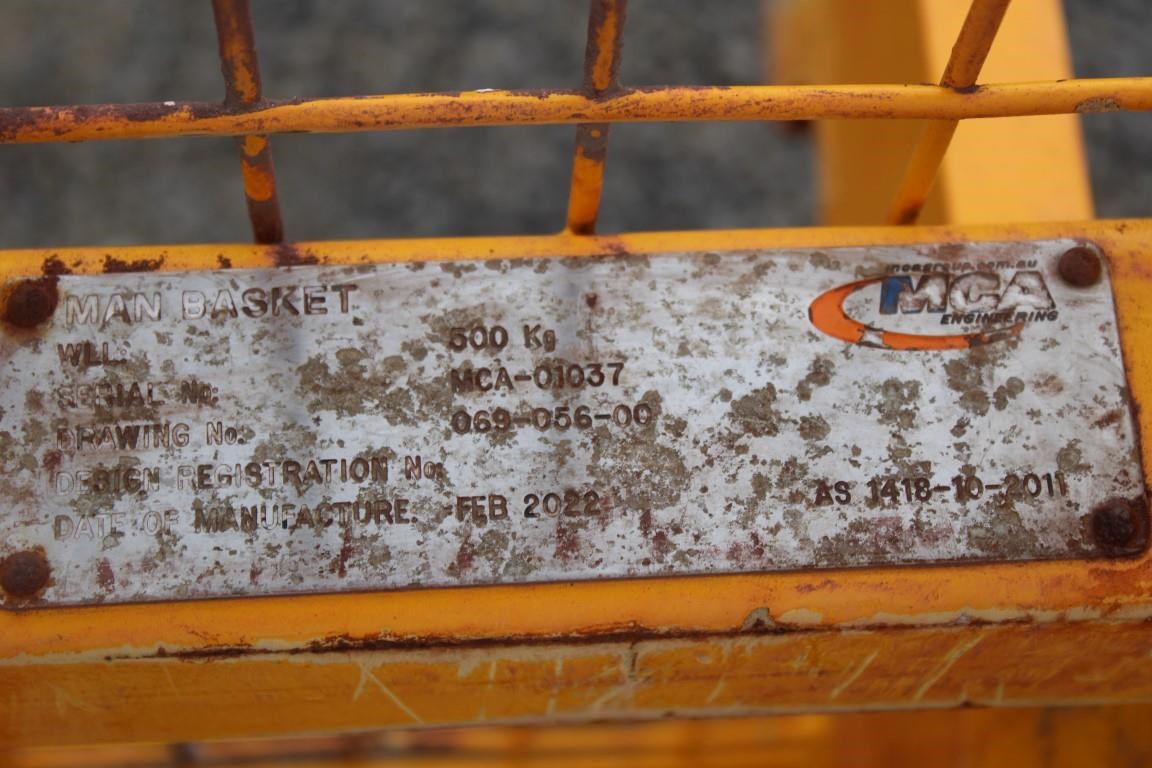 MAN BASKET
mcagroup.com.au
MCA
ENGINEERING
WLL. 500 Kg
SERIAL No: MCA-01037
DRAWING No: 069-056-00
DESIGN REGISTRATION No:
DATE OF MANUFACTURE. FEB 2022 AS 1418-10-2011